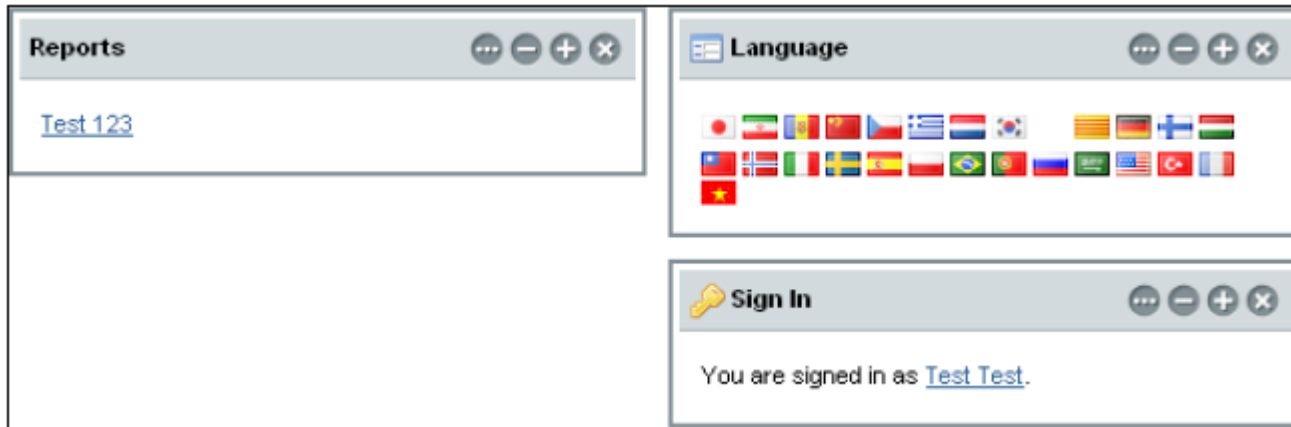 Reports
Test 123
Language
Sign In
You are signed in as Test Test.